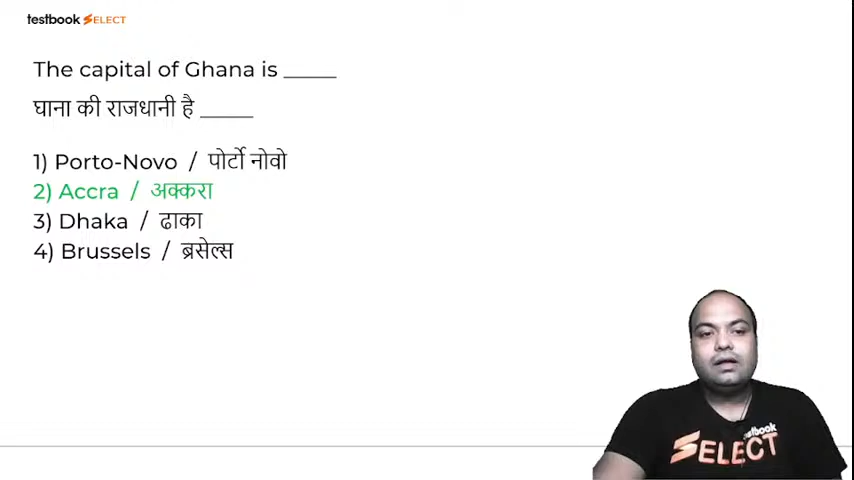 testbook SELECT
The capital of Ghana is _____
घाना की राजधानी है _____
1) Porto-Novo / पोर्टो नोवो
2) Accra / अक्करा
3) Dhaka / ढाका
4) Brussels / ब्रसेल्स
testbook
SELECT